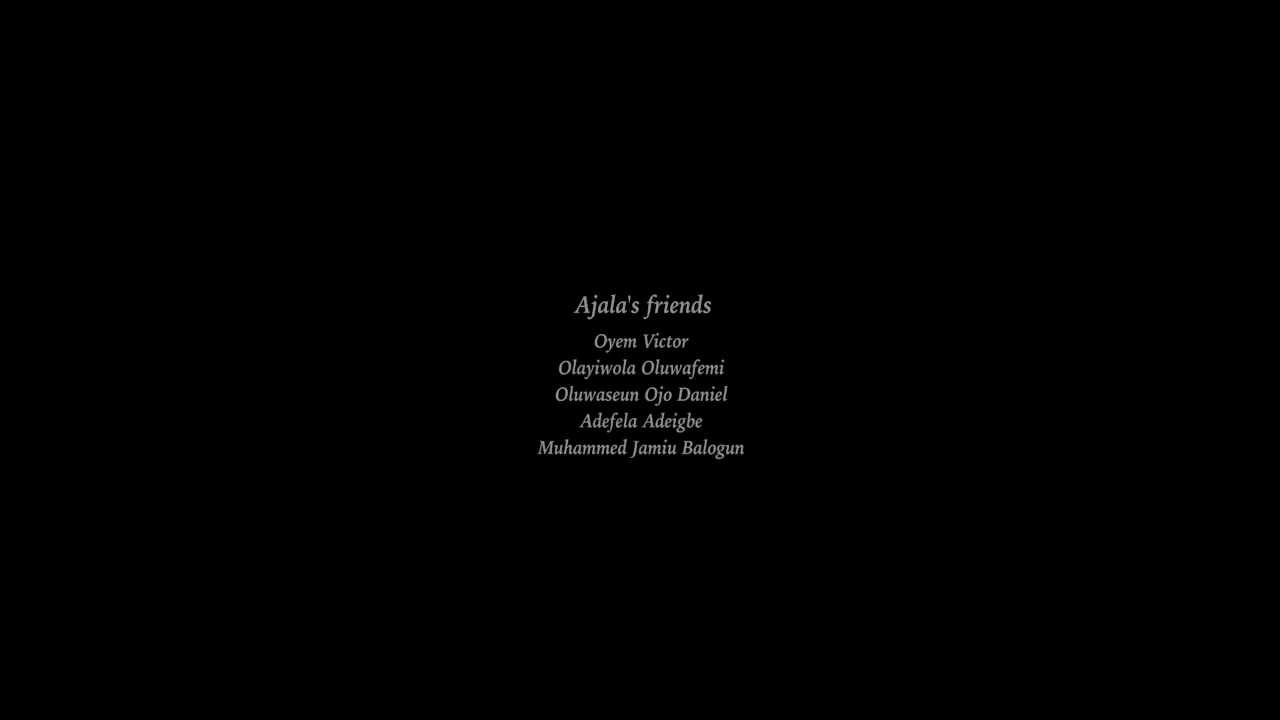 Ajala's friends
Oyem Victor
Olayiwola Oluwafemi
Oluwaseun Ojo Daniel
Adefela Adeigbe
Muhammed Jamiu Balogun